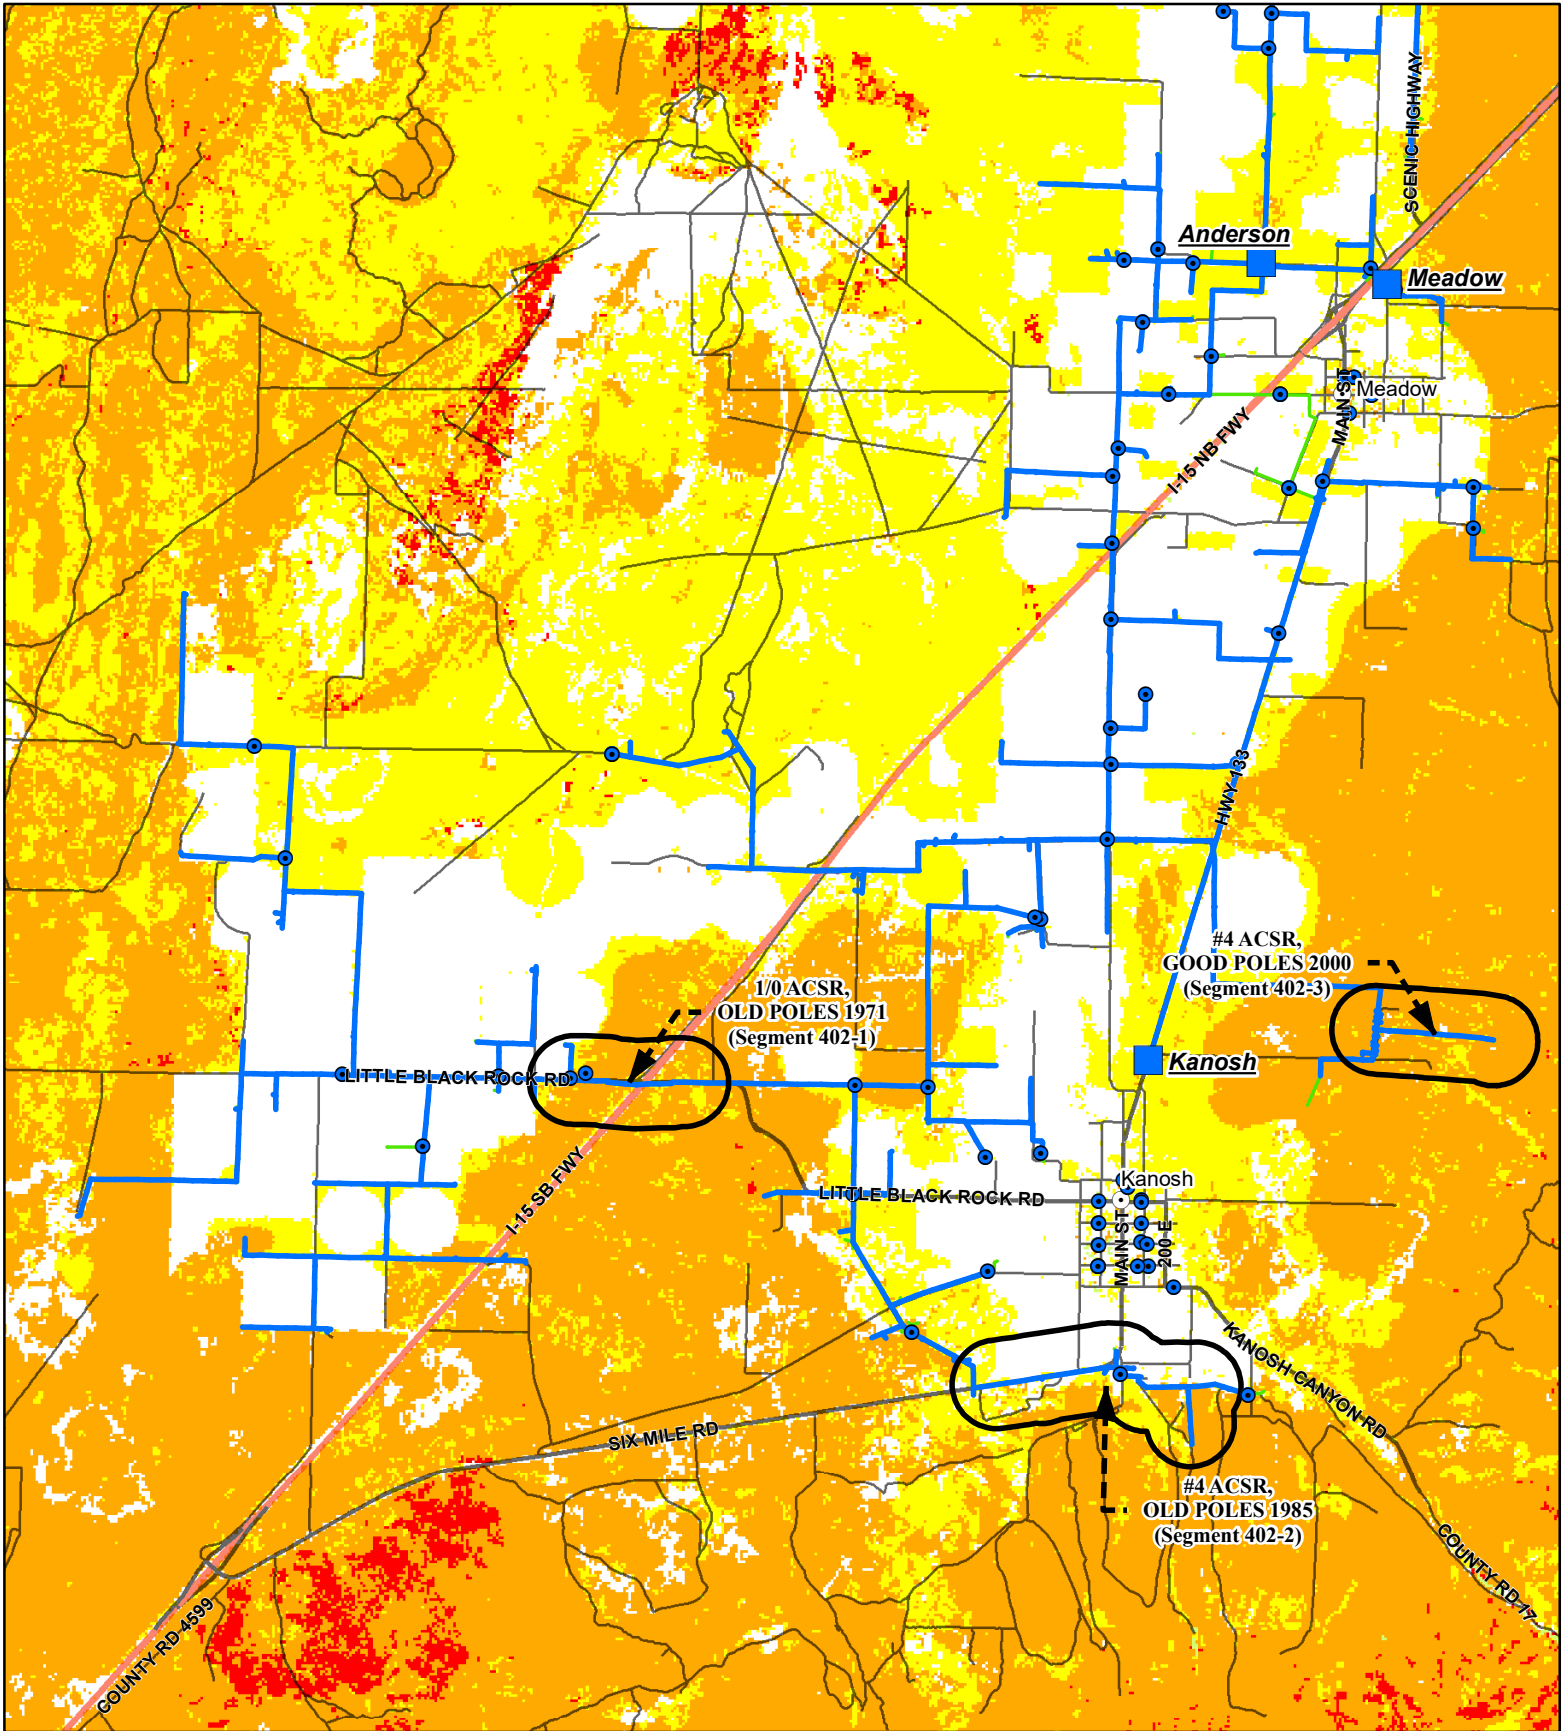 SCENIC HIGHWAY
Anderson
Meadow
MAIN ST
Meadow
I-15 NB FWY
HWY 133
#4 ACSR,
GOOD POLES 2000
(Segment 402-3)
1/0 ACSR,
OLD POLES 1971
(Segment 402-1)
Kanosh
LITTLE BLACK ROCK RD
I-15 SB FWY
Kanosh
LITTLE BLACK ROCK RD
MAIN ST
200 E
KANOSH CANYON RD
SIX MILE RD
#4 ACSR,
OLD POLES 1985
(Segment 402-2)
COUNTY RD 17
COUNTY RD 4599